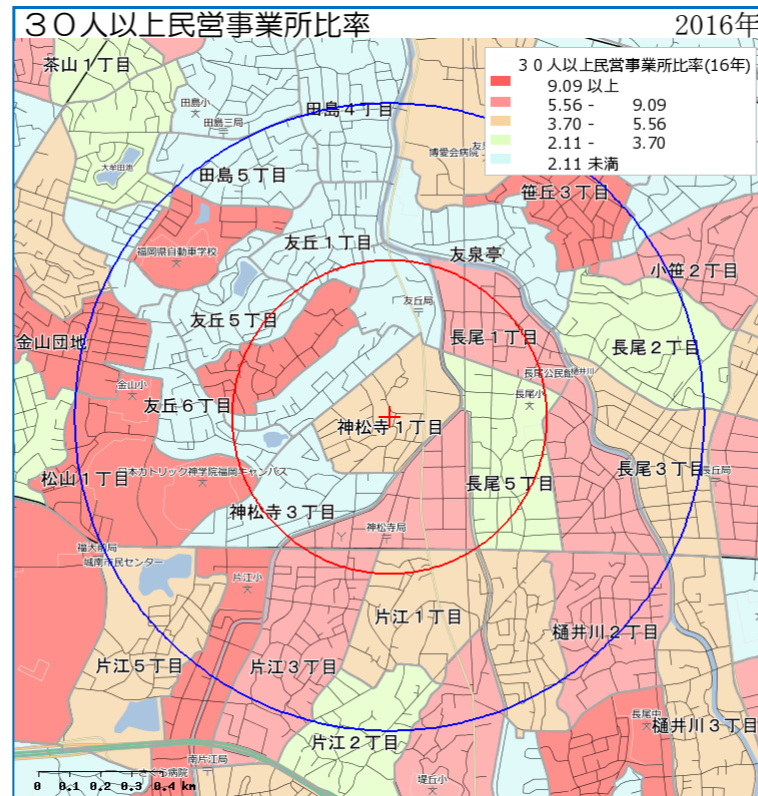 30人以上民営事業所比率
2016年
30人以上民営事業所比率(16年)
9.09 以上
5.56 - 9.09
3.70 - 5.56
2.11 - 3.70
2.11 未満
茶山1丁目
田島小
田島三局
田島4丁目
博愛会病院
大牟田池
田島5丁目
笹丘3丁目
福岡県自動車学校
友丘1丁目
友泉亭
小笹2丁目
友丘局
友丘5丁目
長尾1丁目
金山団地
長尾2丁目
長尾公民館
樋井川
金山小
長尾小
友丘6丁目
神松寺1丁目
松山1丁目
日本カトリック神学院福岡キャンパス
長尾5丁目
長尾3丁目
長丘局
神松寺3丁目
神松寺局
福大前局
城南市民センター
片江小
片江1丁目
樋井川2丁目
片江5丁目
片江3丁目
長尾中
樋井川3丁目
片江2丁目
南片江局
さくら病院
堤丘小
0 0.1 0.2 0.3 0.4 km